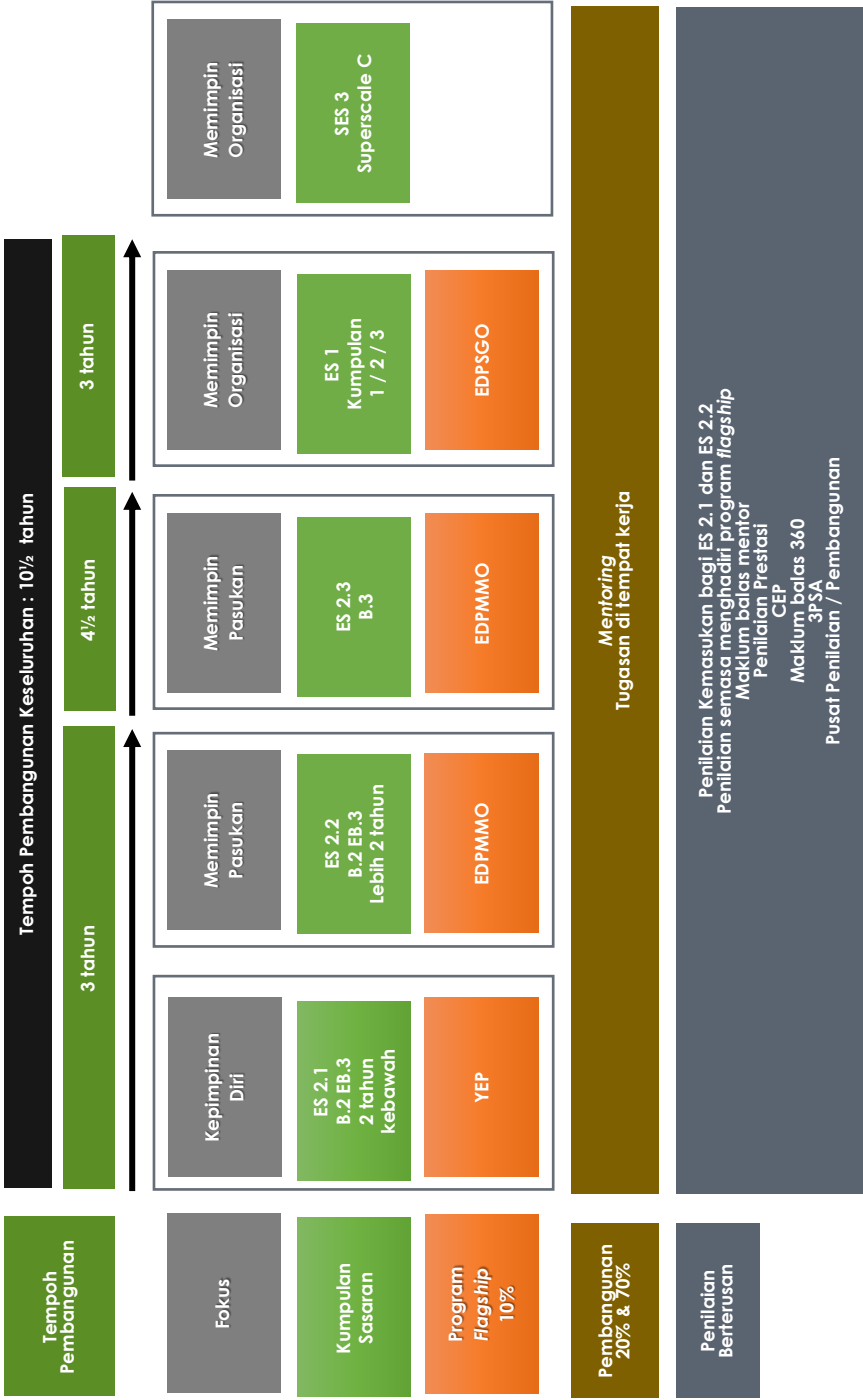 Tempoh
Pembangunan
Tempoh Pembangunan Keseluruhan : 10½ tahun
3 tahun
4½ tahun
3 tahun
Fokus
Kepimpinan
Diri
Memimpin
Pasukan
Memimpin
Pasukan
Memimpin
Organisasi
Memimpin
Organisasi
Kumpulan
Sasaran
ES 2.1
B.2 EB.3
2 tahun
kebawah
ES 2.2
B.2 EB.3
Lebih 2 tahun
ES 2.3
B.3
ES 1
Kumpulan
1 / 2 / 3
SES 3
Superscale C
Program
Flagship
10%
YEP
EDPMMO
EDPMMO
EDPSGO
Pembangunan
20% & 70%
Mentoring
Tugasan di tempat kerja
Penilaian
Berterusan
Penilaian Kemasukan bagi ES 2.1 dan ES 2.2
Penilaian semasa menghadiri program flagship
Maklum balas mentor
Penilaian Prestasi
CEP
Maklum balas 360
3PSA
Pusat Penilaian / Pembangunan